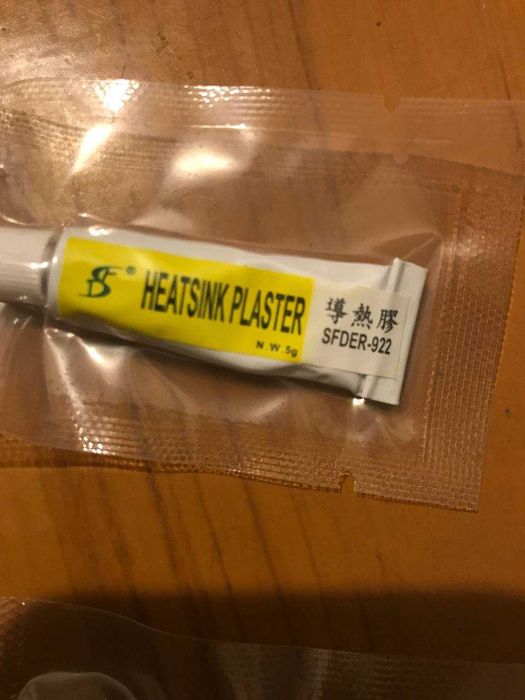 SF® HEATSINK PLASTER
N.W.5g
導熱膠
SFDER-922